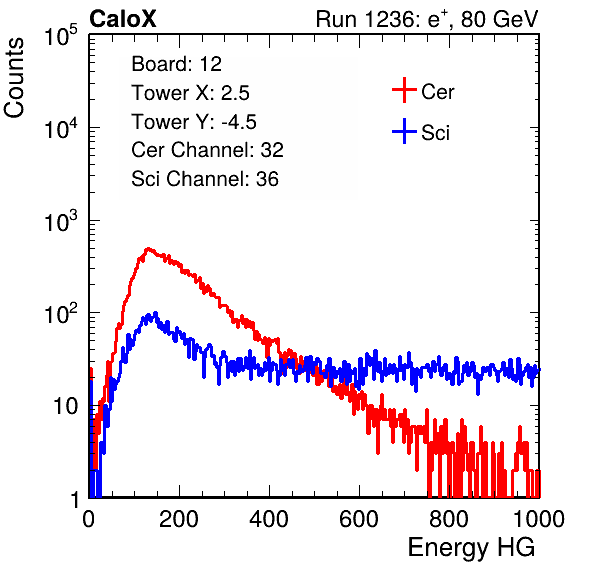 CaloX Run 1236: e⁺, 80 GeV
Counts
10⁵
10⁴
10³
10²
10
1
Board: 12
Tower X: 2.5
Tower Y: -4.5
Cer Channel: 32
Sci Channel: 36
Cer
Sci
0 200 400 600 800 1000
Energy HG